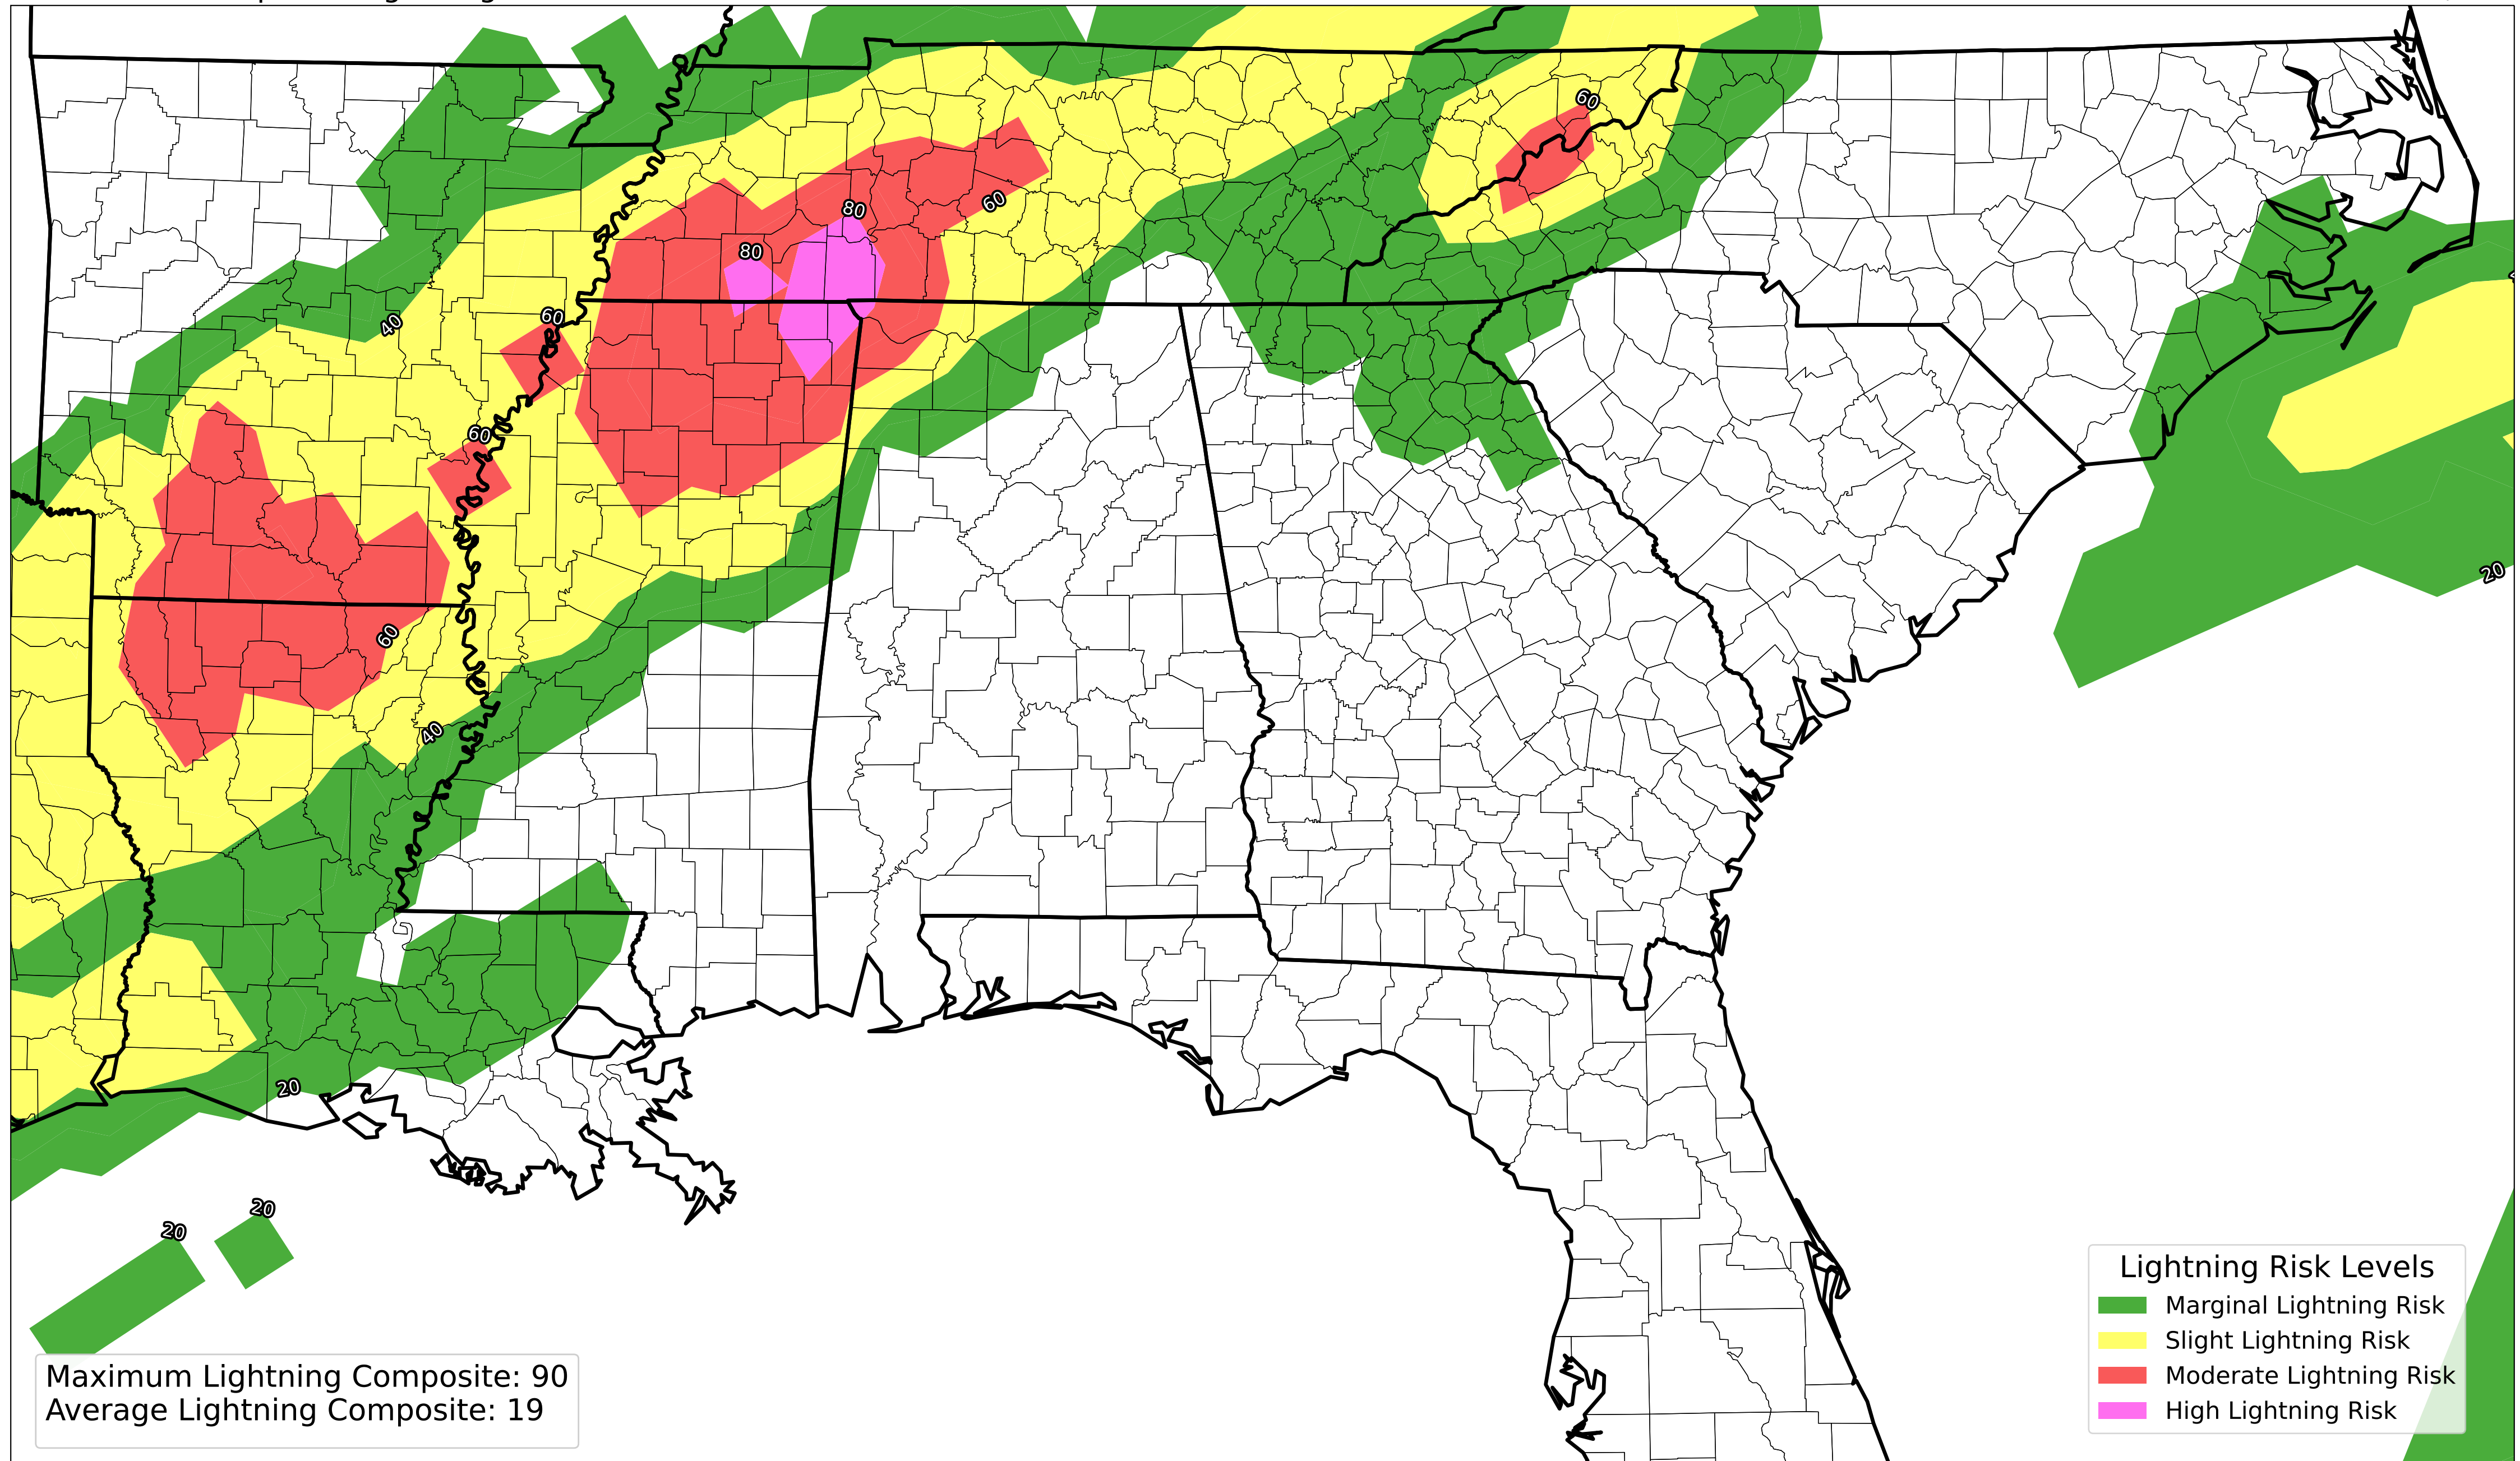 60
80
60
80
60
40
60
20
60
40
20
20
20
Lightning Risk Levels
Marginal Lightning Risk
Slight Lightning Risk
Moderate Lightning Risk
High Lightning Risk
Maximum Lightning Composite: 90
Average Lightning Composite: 19